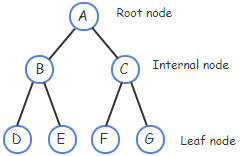 A Root node
B C Internal node
D E F G Leaf node